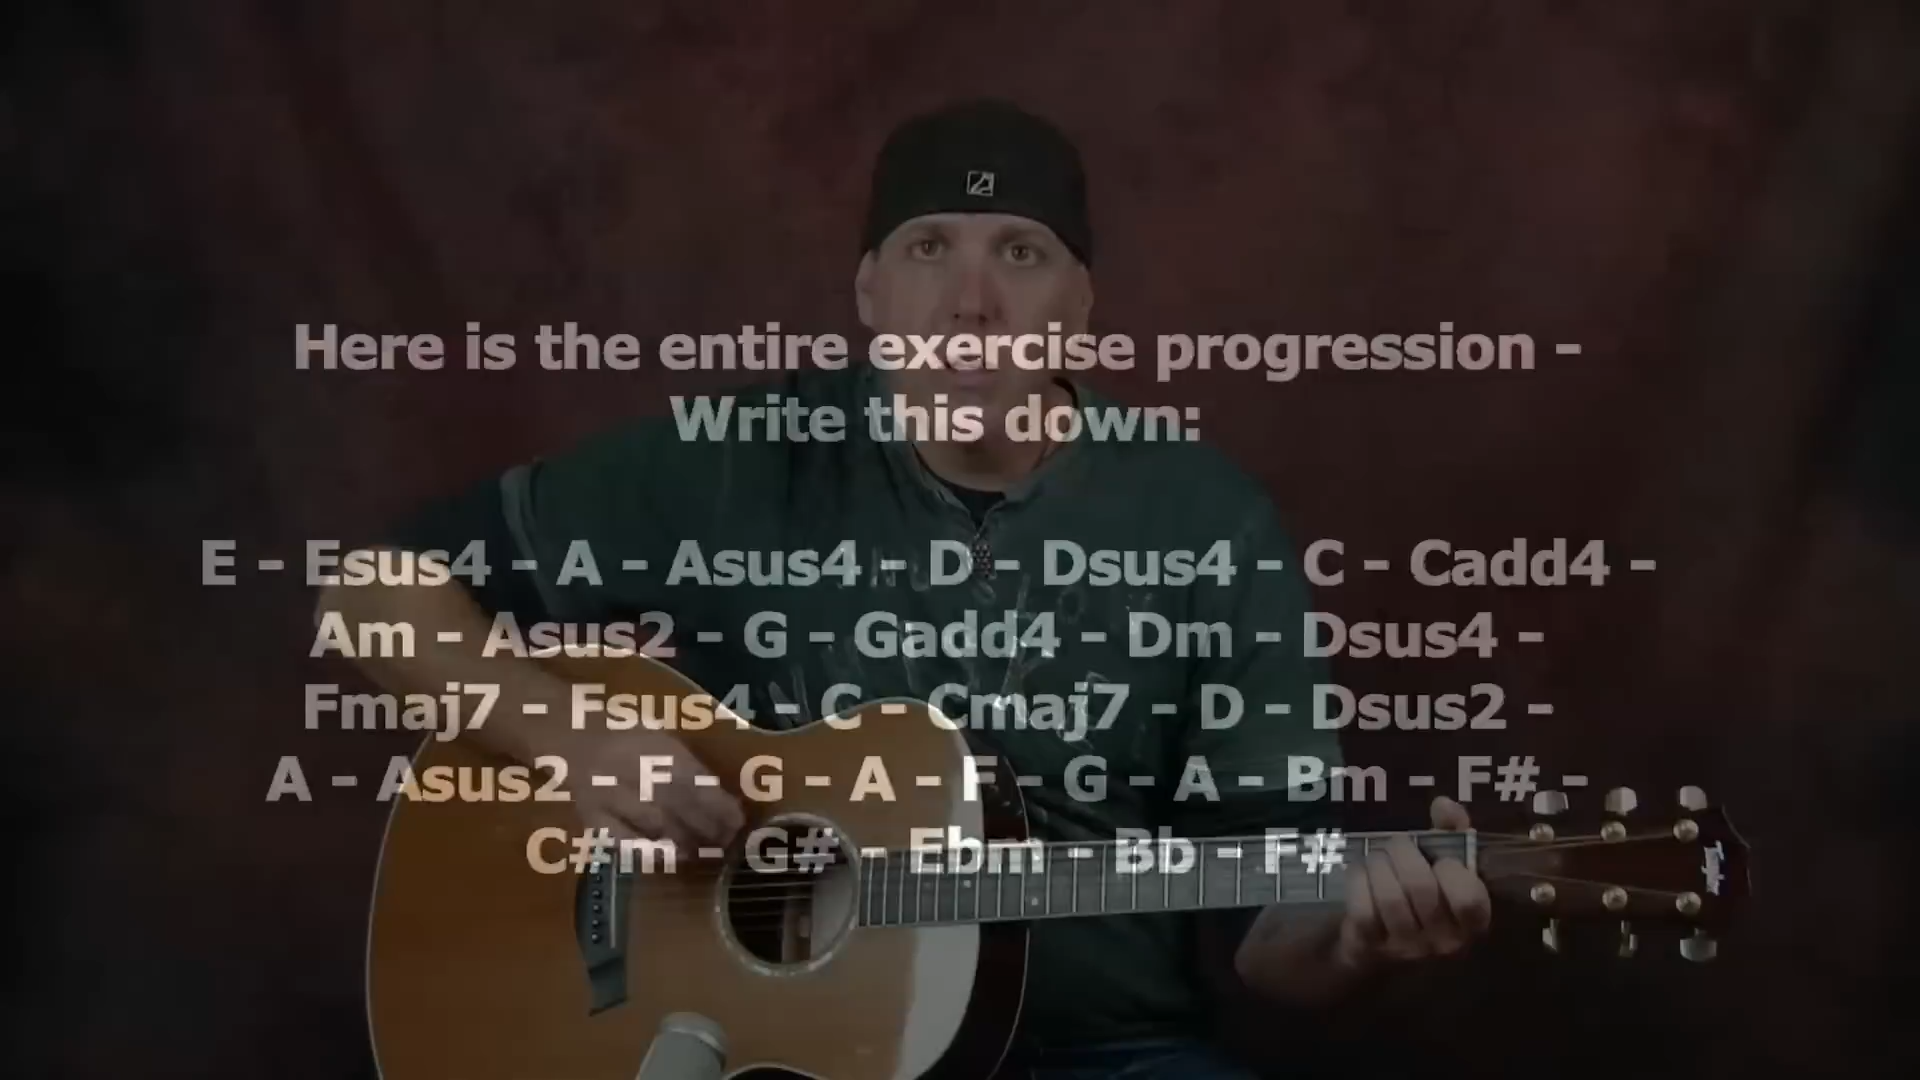 Here is the entire exercise progression -
Write this down:
E - Esus4 - A - Asus4 - D - Dsus4 - C - Cadd4 -
Am - Asus2 - G - Gadd4 - Dm - Dsus4 -
Fmaj7 - Fsus4 - C - Cmaj7 - D - Dsus2 -
A - Asus2 - F - G - A - F - G - A - Bm - F# -
C#m - G# - Ebm - Bb - F#
Taylor